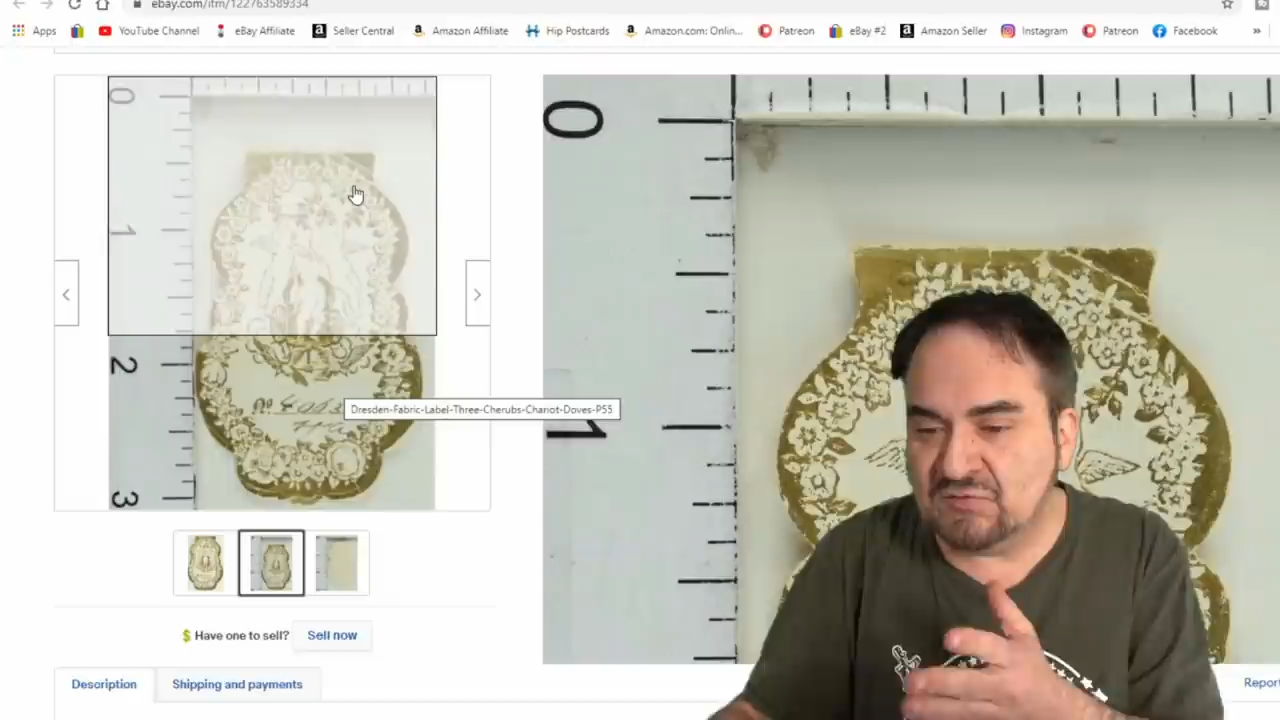 ebay.com/itm/122763589334
Apps YouTube Channel eBay Affiliate Seller Central Amazon Affiliate Hip Postcards Amazon.com: Onlin... Patreon eBay #2 Amazon Seller Instagram Patreon Facebook »
0
1
2
3
0
1
Dresden-Fabric-Label-Three-Cherubs-Chariot-Doves-P55
$ Have one to sell? Sell now
Description Shipping and payments
Report